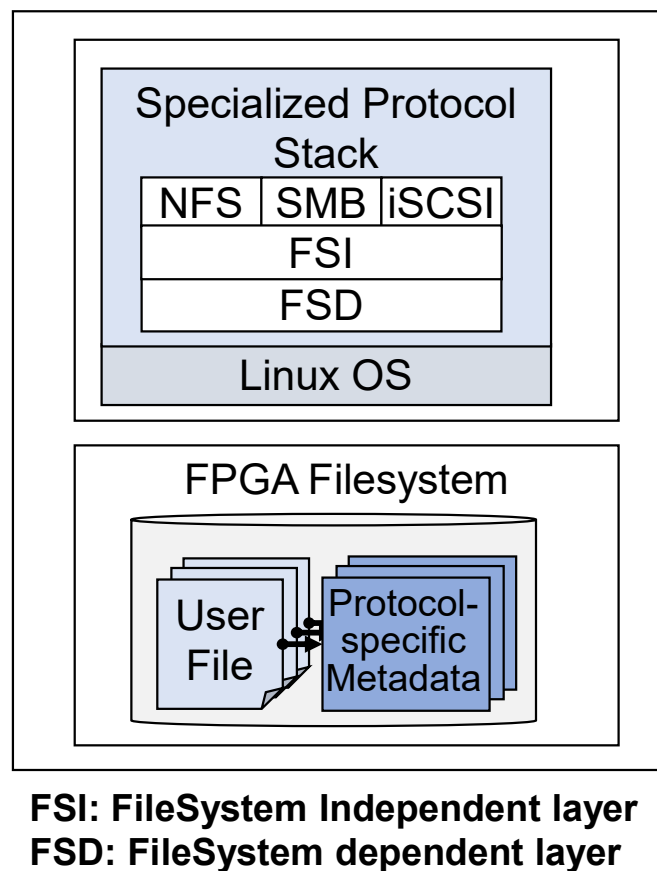 Specialized Protocol
Stack
NFS SMB iSCSI
FSI
FSD
Linux OS
FPGA Filesystem
User
File
Protocol-
specific
Metadata
FSI: FileSystem Independent layer
FSD: FileSystem dependent layer